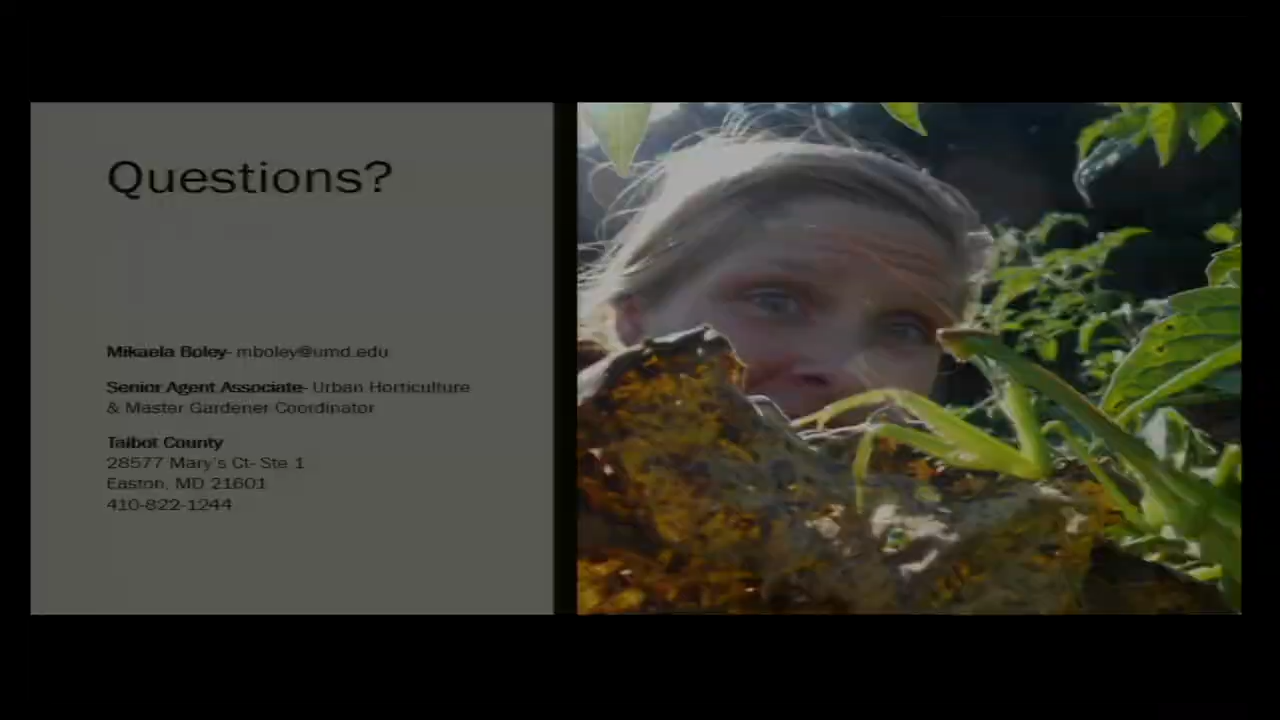 Questions?
Mikaela Boley- mboley@umd.edu
Senior Agent Associate- Urban Horticulture
& Master Gardener Coordinator
Talbot County
28577 Mary's Ct- Ste 1
Easton, MD 21601
410-822-1244